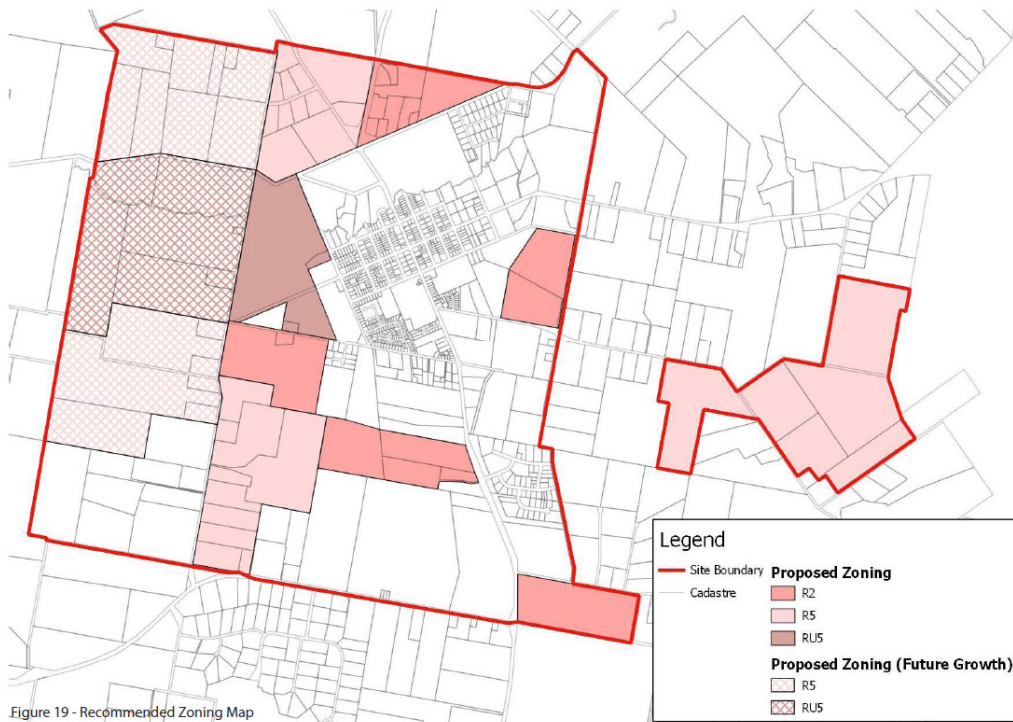 Legend
Site Boundary
Cadastre
Proposed Zoning
R2
R5
RU5
Proposed Zoning (Future Growth)
R5
RU5
Figure 19 - Recommended Zoning Map